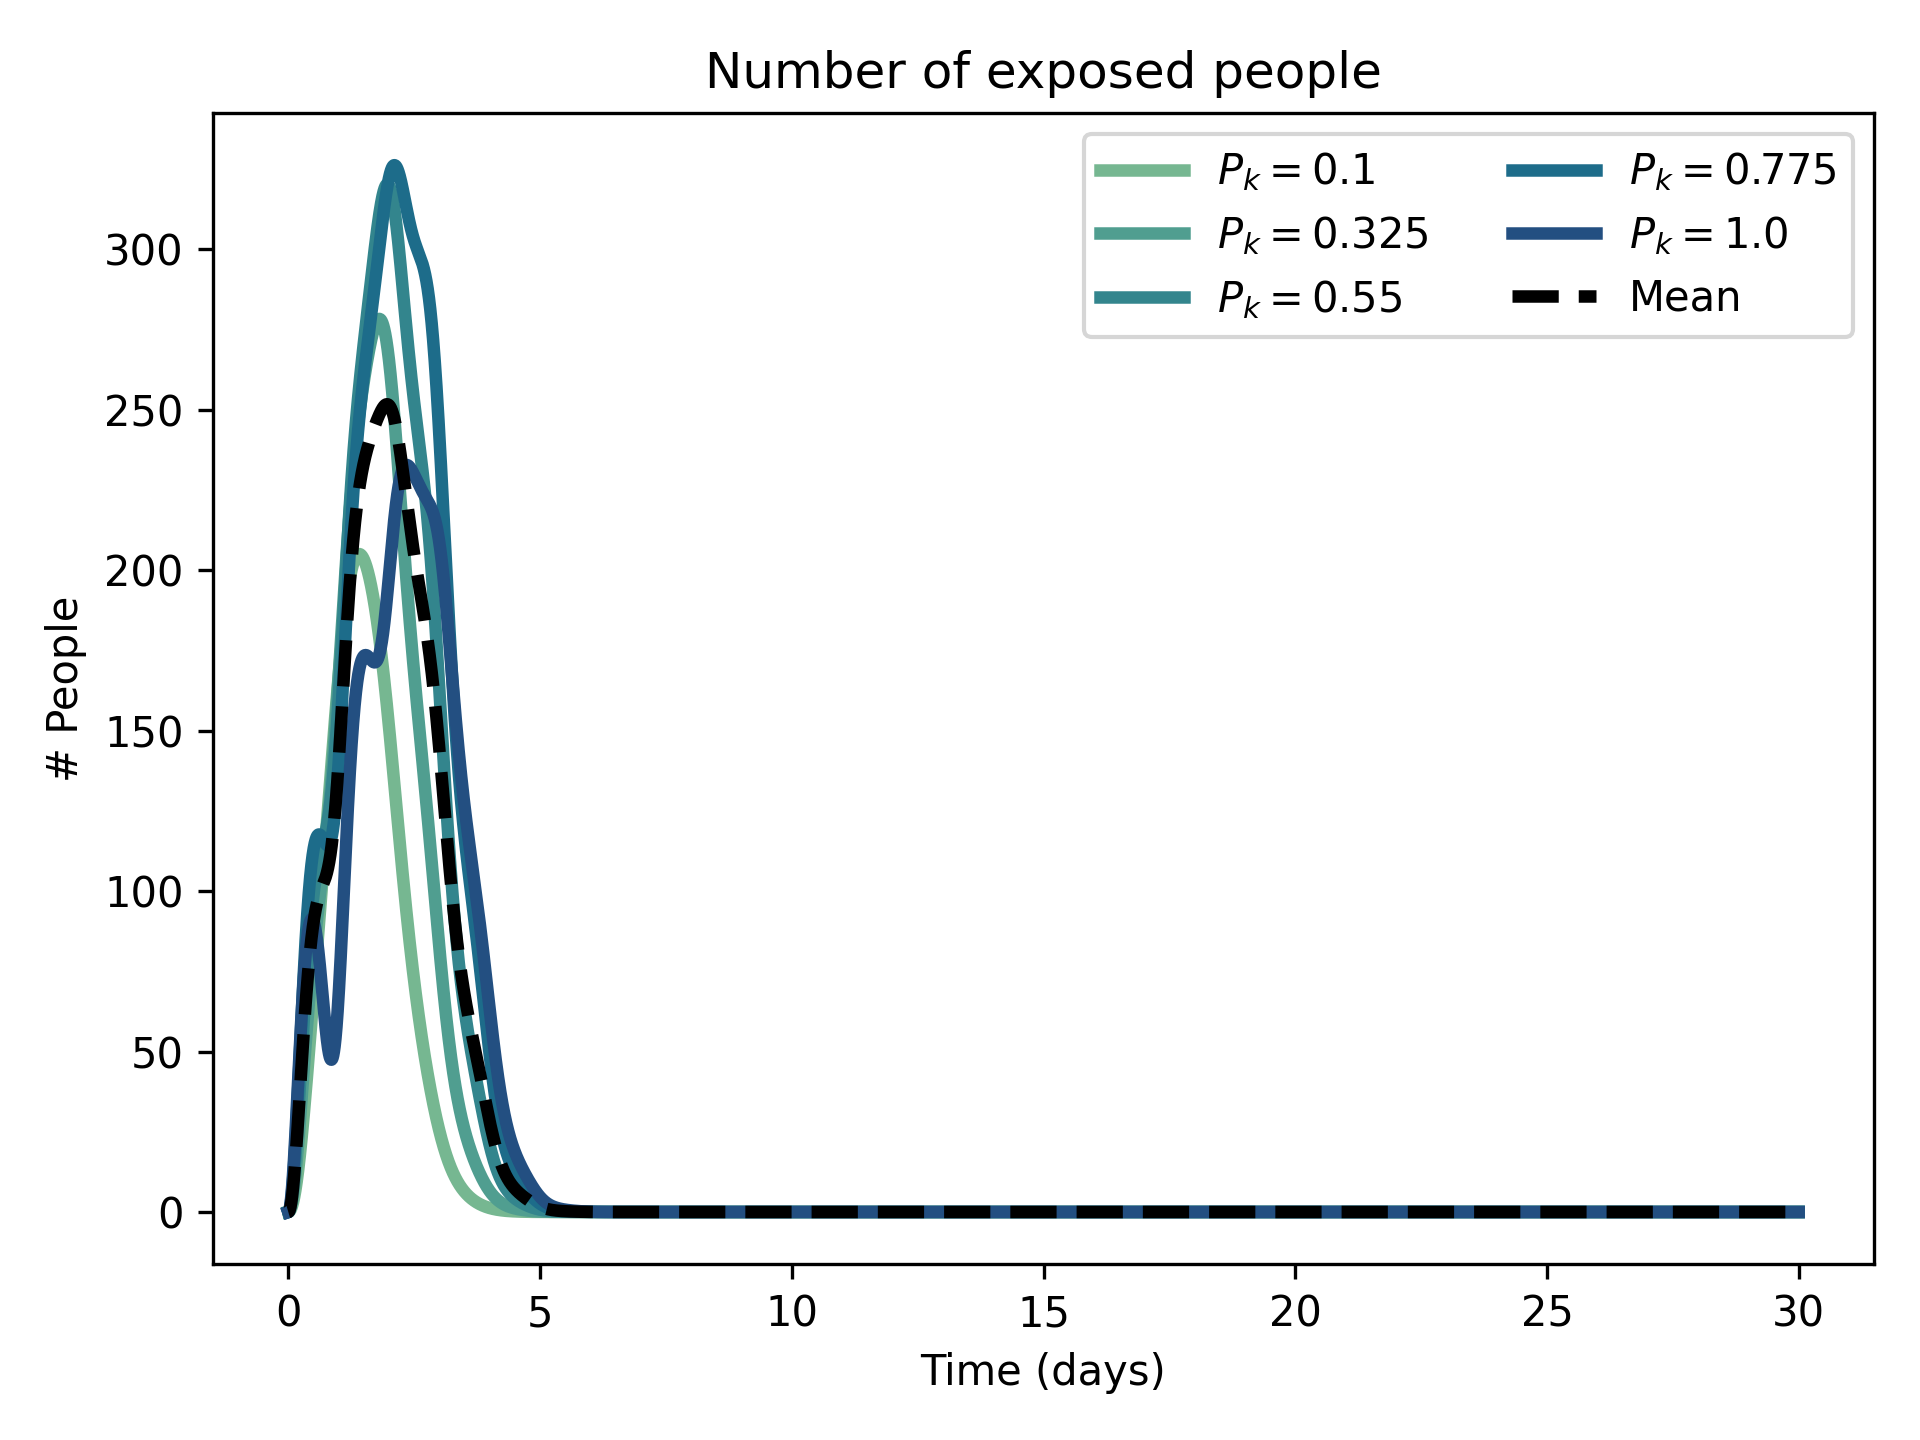 Number of exposed people
P_k = 0.1
P_k = 0.325
P_k = 0.55
P_k = 0.775
P_k = 1.0
Mean
# People
300
250
200
150
100
50
0
0 5 10 15 20 25 30
Time (days)